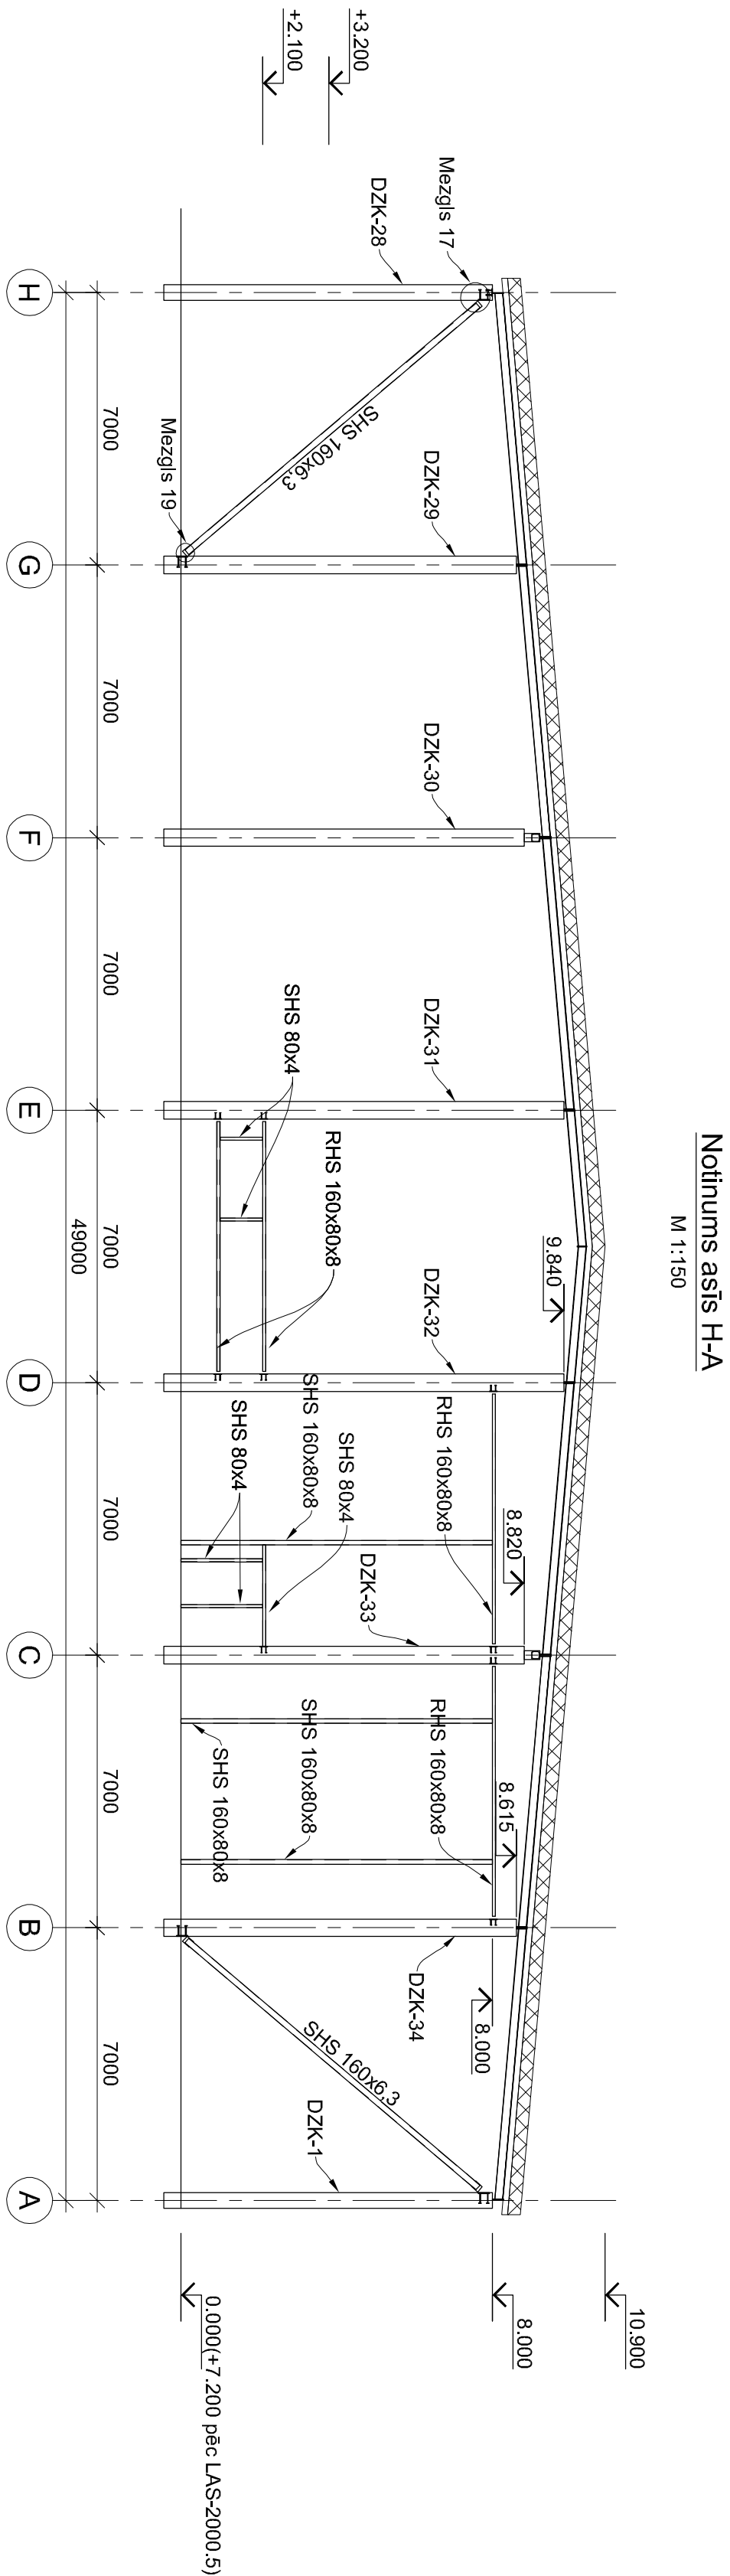 Notinums asīs H-A
M 1:150
+3.200
+2.100
Mezgls 17
DZK-28
SHS 160x6,3
Mezgls 19
DZK-29
DZK-30
DZK-31
SHS 80x4
RHS 160x80x8
9.840
DZK-32
SHS 160x80x8
SHS 80x4
SHS 80x4
RHS 160x80x8
8.820
DZK-33
SHS 160x80x8
SHS 160x80x8
RHS 160x80x8
8.615
DZK-34
8.000
SHS 160x6,3
DZK-1
10.900
8.000
0.000(+7.200 pēc LAS-2000.5)
7000
7000
7000
7000
7000
7000
7000
49000
H
G
F
E
D
C
B
A